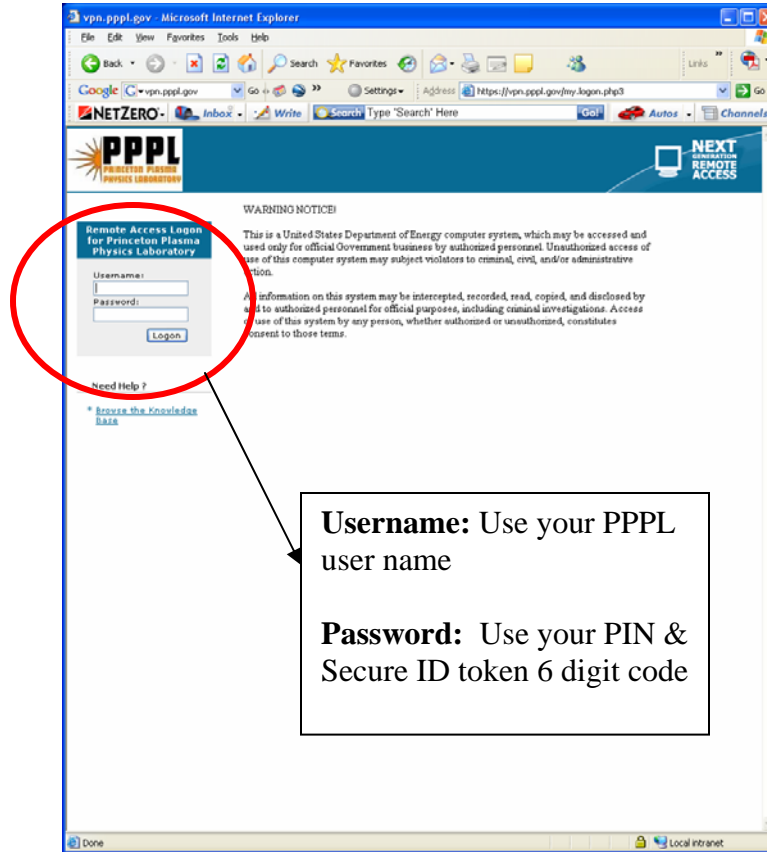 vpn.pppl.gov - Microsoft Internet Explorer
File Edit View Favorites Tools Help
Back Search Favorites Links
Google vpn.pppl.gov Go Settings Address https://vpn.pppl.gov/my.logon.php3 Go
NETZERO Inbox Write Search Type 'Search' Here Go! Autos Channels
PPPL
PRINCETON PLASMA
PHYSICS LABORATORY
NEXT
GENERATION
REMOTE
ACCESS
Remote Access Logon
for Princeton Plasma
Physics Laboratory
Username:
Password:
Logon
Need Help ?
* Browse the Knowledge
Base
WARNING NOTICE!
This is a United States Department of Energy computer system, which may be accessed and
used only for official Government business by authorized personnel. Unauthorized access of
use of this computer system may subject violators to criminal, civil, and/or administrative
ction.
information on this system may be intercepted, recorded, read, copied, and disclosed by
and to authorized personnel for official purposes, including criminal investigations. Access
or use of this system by any person, whether authorized or unauthorized, constitutes
consent to those terms.
Username: Use your PPPL
user name
Password: Use your PIN &
Secure ID token 6 digit code
Done Local intranet